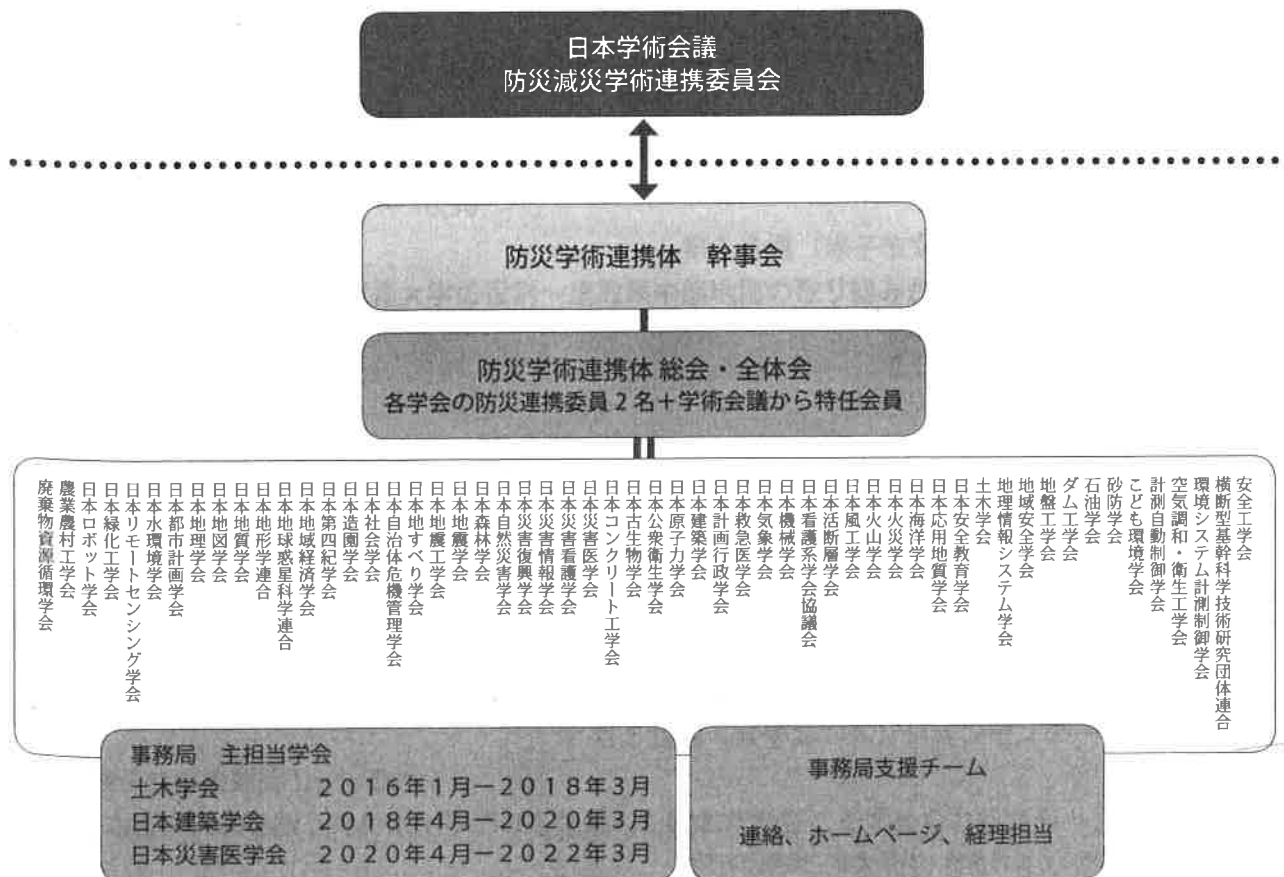 日本学術会議
防災減災学術連携委員会
防災学術連携体 幹事会
防災学術連携体 総会・全体会
各学会の防災連携委員2名+学術会議から特任会員
安全工学会
横断型基幹科学技術研究団体連合
環境システム計測制御学会
空気調和・衛生工学会
計測自動制御学会
こども環境学会
砂防学会
石油学会
ダム工学会
地盤工学会
地域安全学会
地理情報システム学会
土木学会
日本安全教育学会
日本応用地質学会
日本海洋学会
日本火災学会
日本火山学会
日本風工学会
日本活断層学会
日本看護系学会協議会
日本機械学会
日本気象学会
日本救急医学会
日本計画行政学会
日本建築学会
日本原子力学会
日本公衆衛生学会
日本古生物学会
日本コンクリート工学会
日本災害医学会
日本災害看護学会
日本災害情報学会
日本災害復興学会
日本自然災害学会
日本森林学会
日本地震学会
日本地震工学会
日本地すべり学会
日本自治体危機管理学会
日本社会学会
日本造園学会
日本第四紀学会
日本地域経済学会
日本地球惑星科学連合
日本地形学連合
日本地質学会
日本地図学会
日本地理学会
日本都市計画学会
日本水環境学会
日本リモートセンシング学会
日本緑化工学会
日本ロボット学会
農業農村工学会
廃棄物資源循環学会
事務局 主担当学会
土木学会 2016年1月ー2018年3月
日本建築学会 2018年4月ー2020年3月
日本災害医学会 2020年4月ー2022年3月
事務局支援チーム
連絡、ホームページ、経理担当